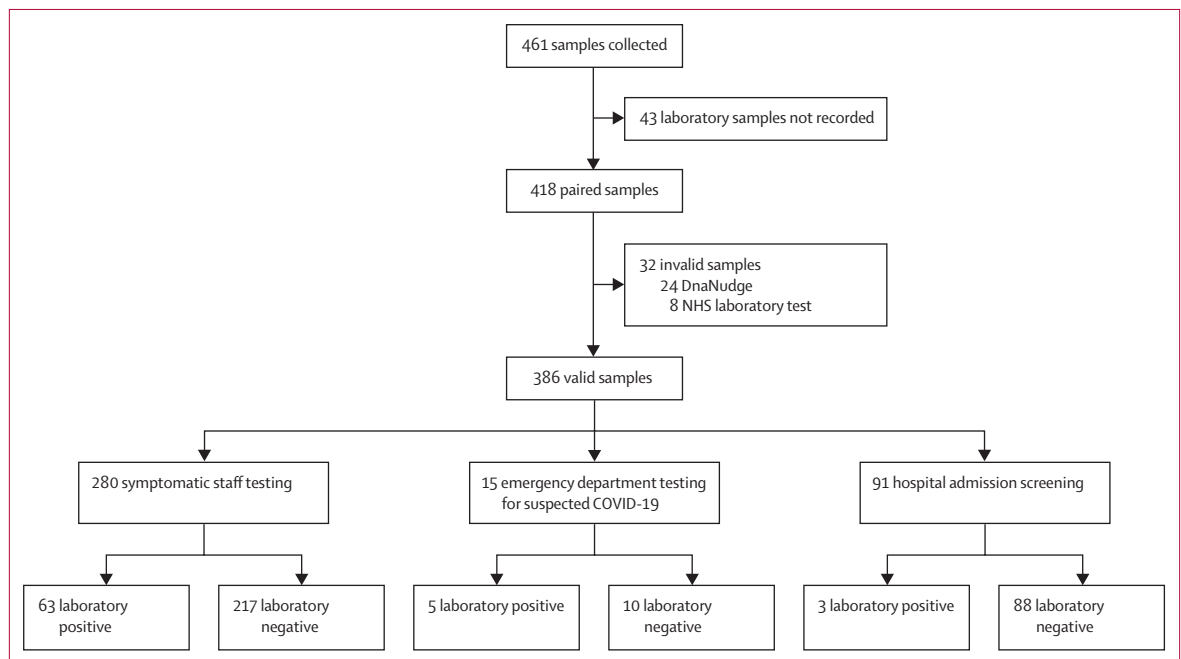 461 samples collected
43 laboratory samples not recorded
418 paired samples
32 invalid samples
24 DnaNudge
8 NHS laboratory test
386 valid samples
280 symptomatic staff testing
15 emergency department testing
for suspected COVID-19
91 hospital admission screening
63 laboratory
positive
217 laboratory
negative
5 laboratory positive
10 laboratory
negative
3 laboratory positive
88 laboratory
negative